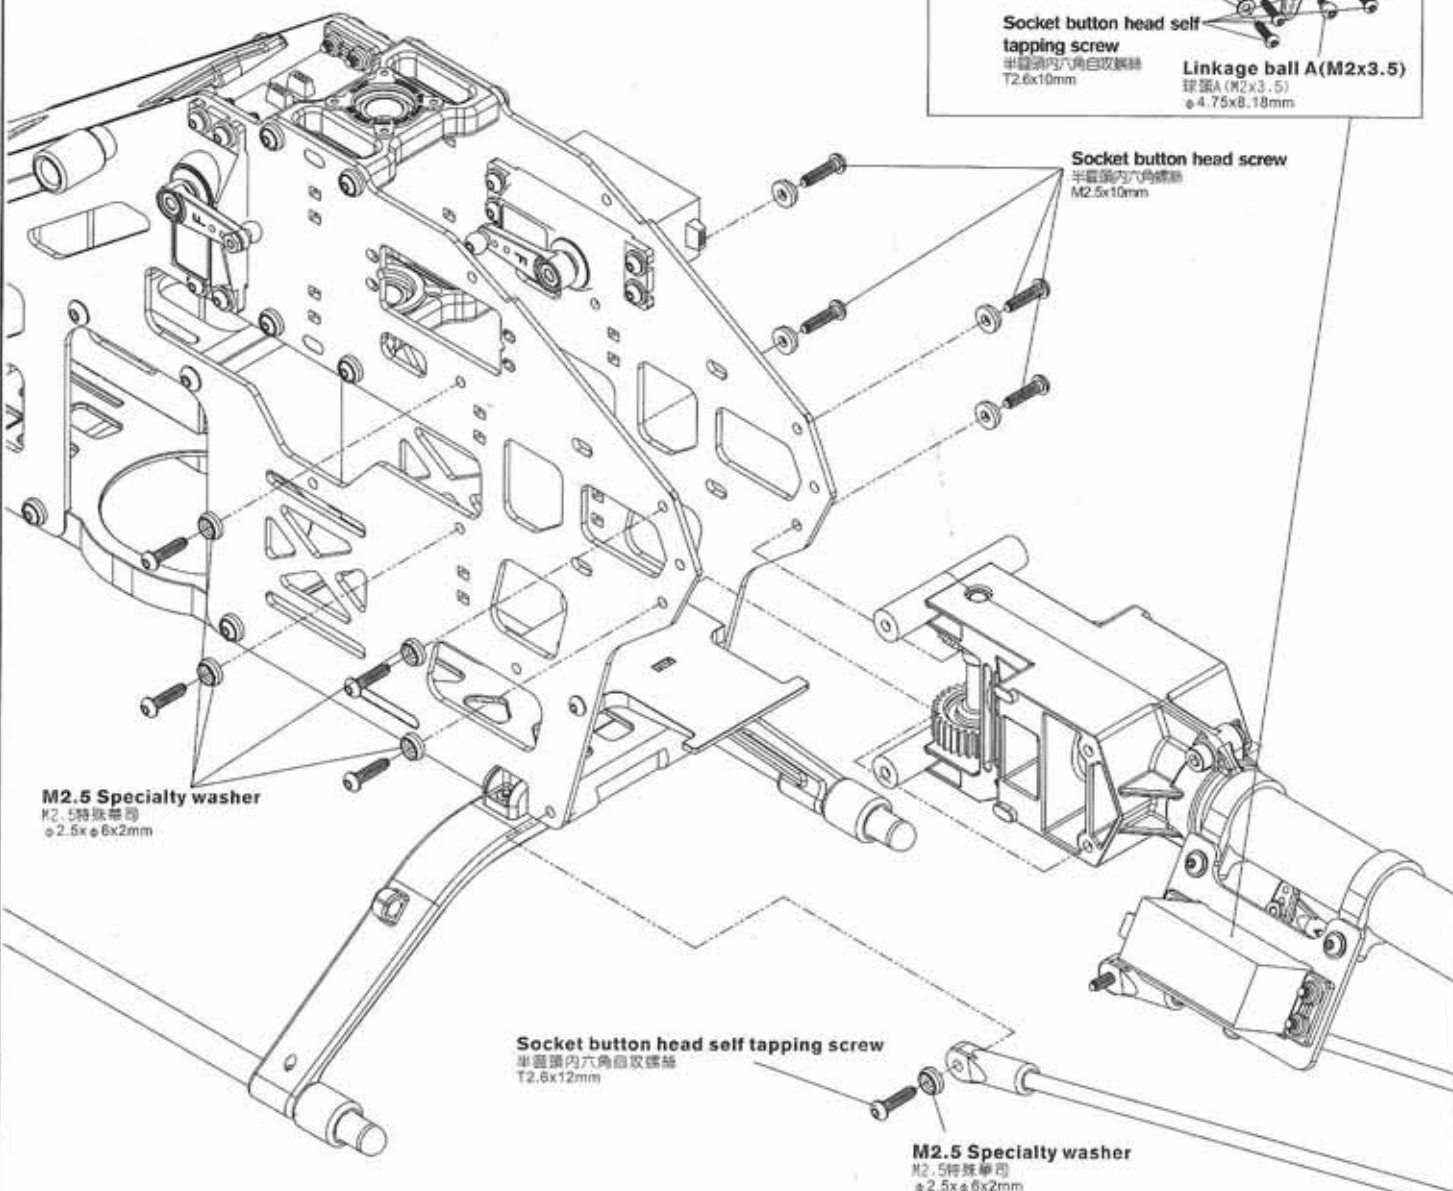 Socket button head self
tapping screw
半圓頭內六角自攻螺絲
T2.6x10mm
Linkage ball A(M2x3.5)
球頭A(M2x3.5)
φ4.75x8.18mm
Socket button head screw
半圓頭內六角螺絲
M2.5x10mm
M2.5 Specialty washer
M2.5特殊華司
φ2.5xφ6x2mm
Socket button head self tapping screw
半圓頭內六角自攻螺絲
T2.6x12mm
M2.5 Specialty washer
M2.5特殊華司
φ2.5xφ6x2mm